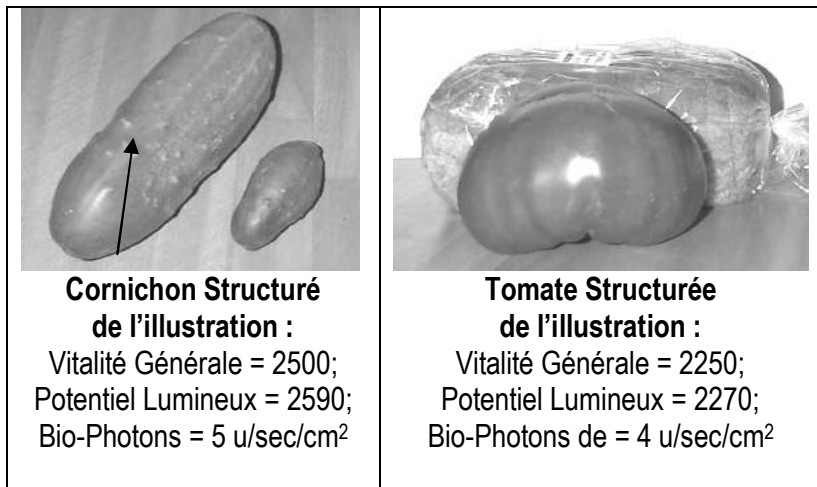 Cornichon Structuré
de l'illustration :
Vitalité Générale = 2500;
Potentiel Lumineux = 2590;
Bio-Photons = 5 u/sec/cm²
Tomate Structurée
de l'illustration :
Vitalité Générale = 2250;
Potentiel Lumineux = 2270;
Bio-Photons de = 4 u/sec/cm²